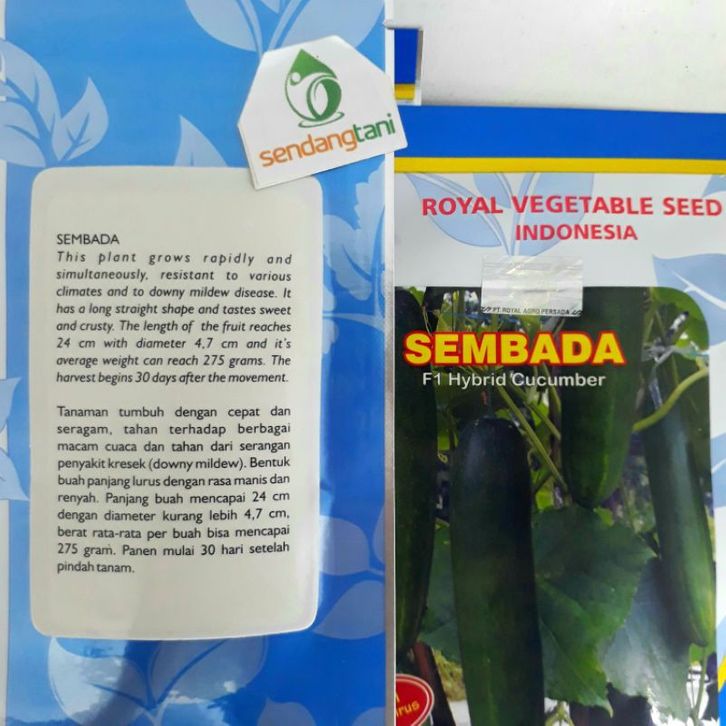 sendangtani
SEMBADA
This plant grows rapidly and
simultaneously, resistant to various
climates and to downy mildew disease. It
has a long straight shape and tastes sweet
and crusty. The length of the fruit reaches
24 cm with diameter 4,7 cm and it's
average weight can reach 275 grams. The
harvest begins 30 days after the movement.
Tanaman tumbuh dengan cepat dan
seragam, tahan terhadap berbagai
macam cuaca dan tahan dari serangan
penyakit kresek (downy mildew). Bentuk
buah panjang lurus dengan rasa manis dan
renyah. Panjang buah mencapai 24 cm
dengan diameter kurang lebih 4,7 cm,
berat rata-rata per buah bisa mencapai
275 gram. Panen mulai 30 hari setelah
pindah tanam.
ROYAL VEGETABLE SEED
INDONESIA
PT. ROYAL AGRO PERSADA
SEMBADA
F1 Hybrid Cucumber